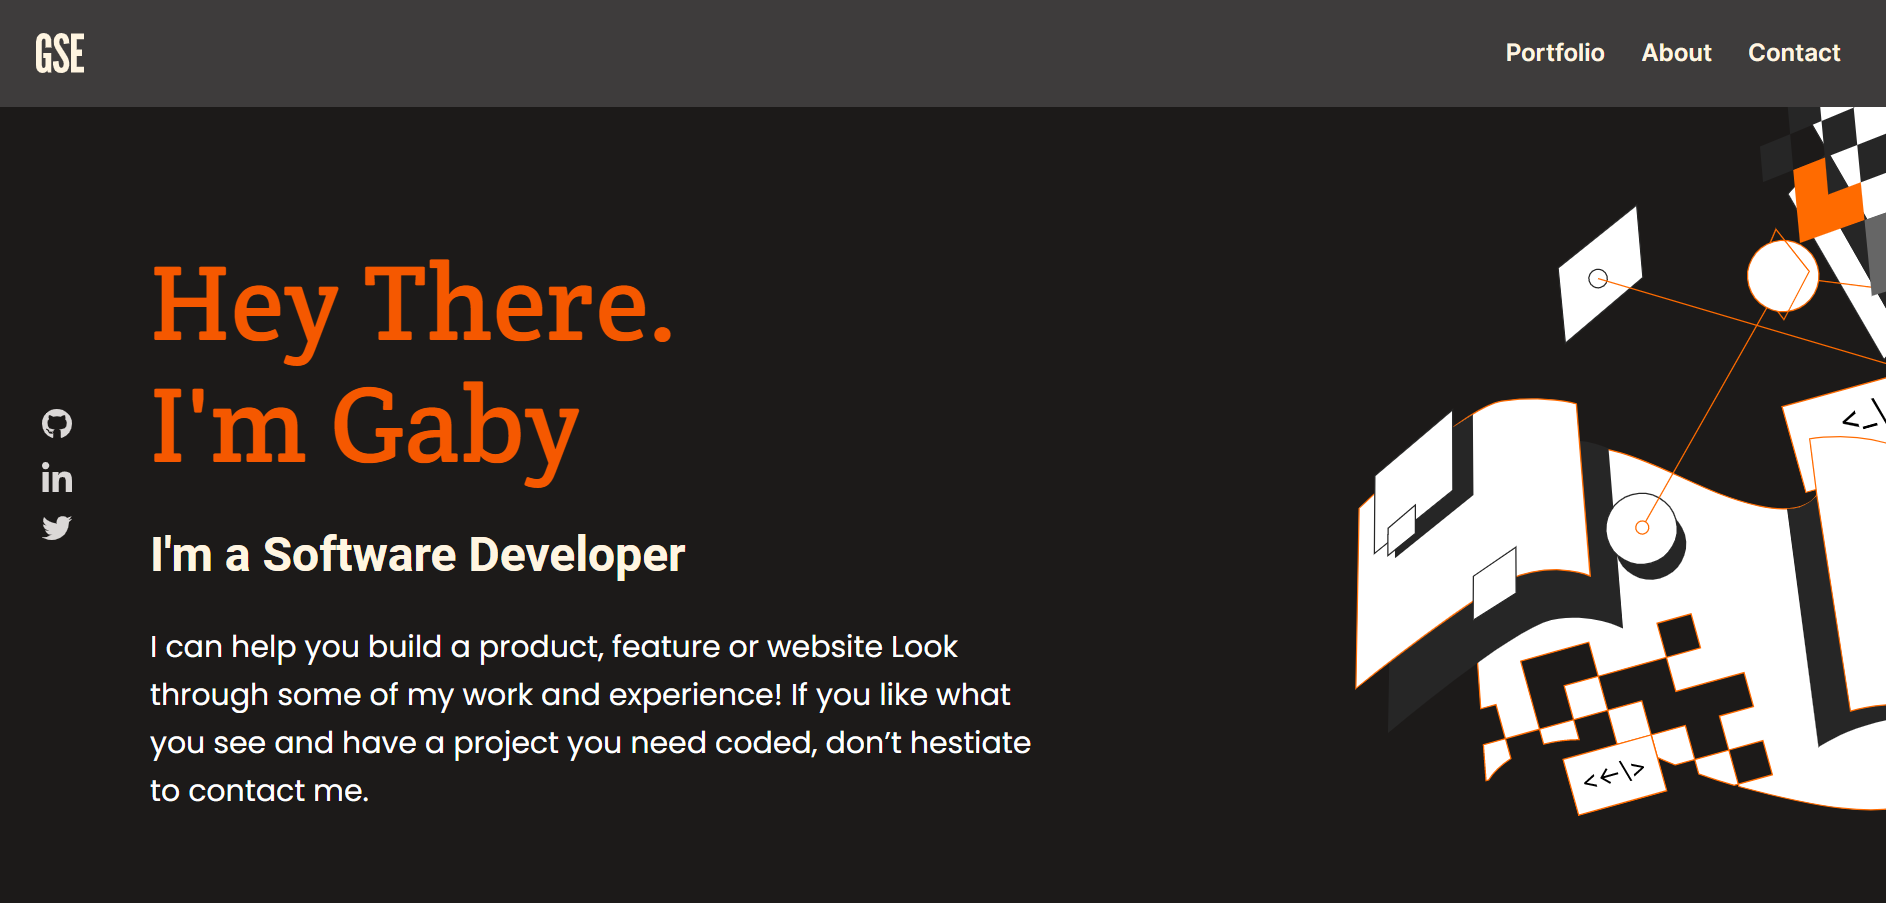 GSE
Portfolio About Contact
Hey There.
I'm Gaby
in
I'm a Software Developer
I can help you build a product, feature or website Look
through some of my work and experience! If you like what
you see and have a project you need coded, don’t hestiate
to contact me.
<_\
<←\>